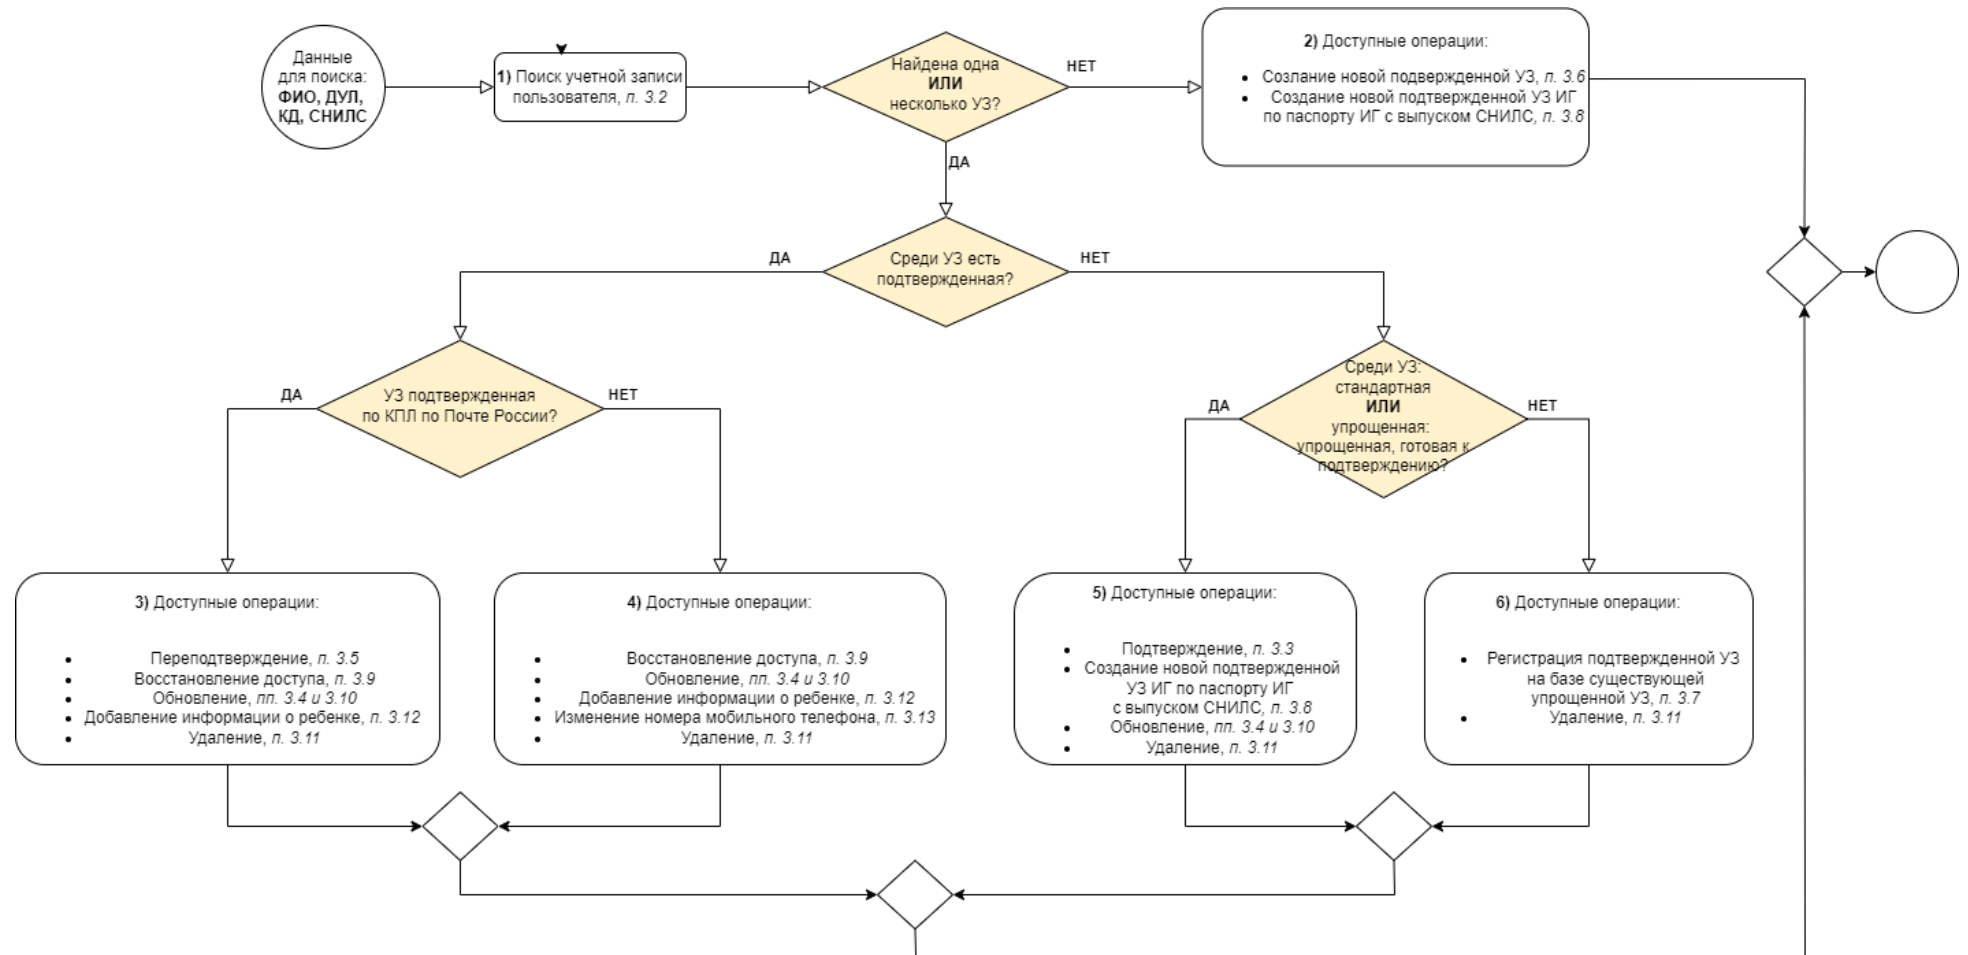 Данные
для поиска:
ФИО, ДУЛ,
КД, СНИЛС
1) Поиск учетной записи
пользователя, п. 3.2
Найдена одна
ИЛИ
несколько УЗ?
НЕТ
2) Доступные операции:
• Созлание новой подвержденной УЗ, п. 3.6
• Создание новой подтвержденной УЗ ИГ
по паспорту ИГ с выпуском СНИЛС, п. 3.8
ДА
ДА
Среди УЗ есть
подтвержденная?
НЕТ
ДА
УЗ подтвержденная
по КПЛ по Почте России?
НЕТ
ДА
Среди УЗ:
стандартная
ИЛИ
упрощенная:
упрощенная, готовая к
подтверждению?
НЕТ
3) Доступные операции:
• Переподтверждение, п. 3.5
• Восстановление доступа, п. 3.9
• Обновление, пп. 3.4 и 3.10
• Добавление информации о ребенке, п. 3.12
• Удаление, п. 3.11
4) Доступные операции:
• Восстановление доступа, п. 3.9
• Обновление, пп. 3.4 и 3.10
• Добавление информации о ребенке, п. 3.12
• Изменение номера мобильного телефона, п. 3.13
• Удаление, п. 3.11
5) Доступные операции:
• Подтверждение, п. 3.3
• Создание новой подтвержденной
УЗ ИГ по паспорту ИГ
с выпуском СНИЛС, п. 3.8
• Обновление, пп. 3.4 и 3.10
• Удаление, п. 3.11
6) Доступные операции:
• Регистрация подтвержденной УЗ
на базе существующей
упрощенной УЗ, п. 3.7
• Удаление, п. 3.11